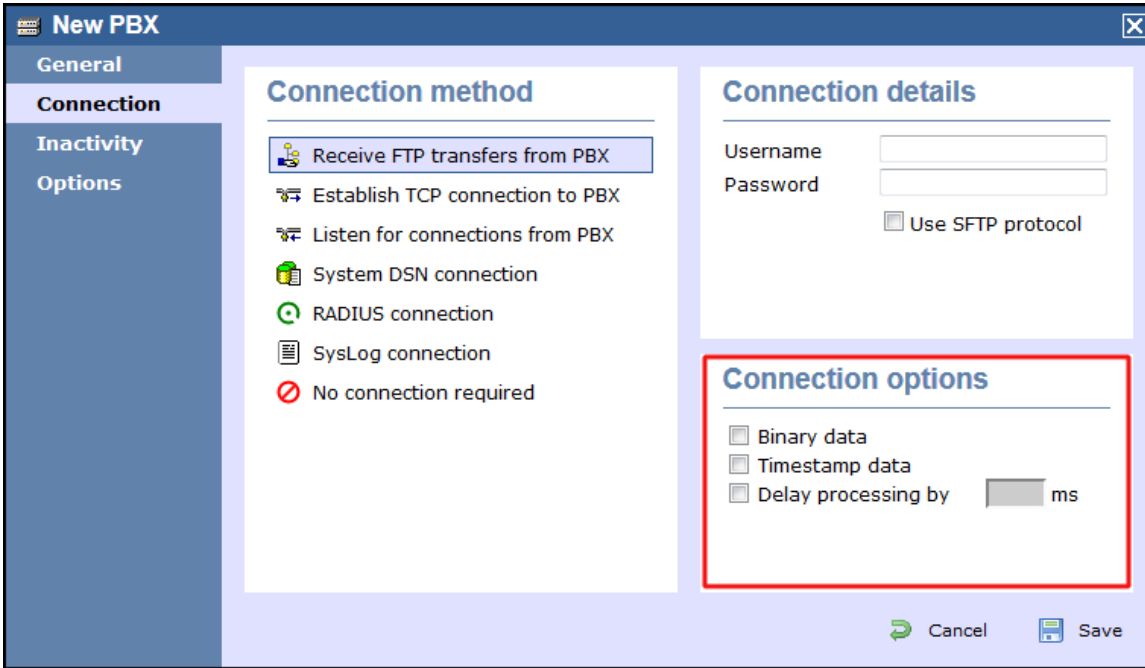 New PBX
General
Connection
Inactivity
Options
Connection method
Receive FTP transfers from PBX
Establish TCP connection to PBX
Listen for connections from PBX
System DSN connection
RADIUS connection
SysLog connection
No connection required
Connection details
Username
Password
Use SFTP protocol
Connection options
Binary data
Timestamp data
Delay processing by ms
Cancel Save